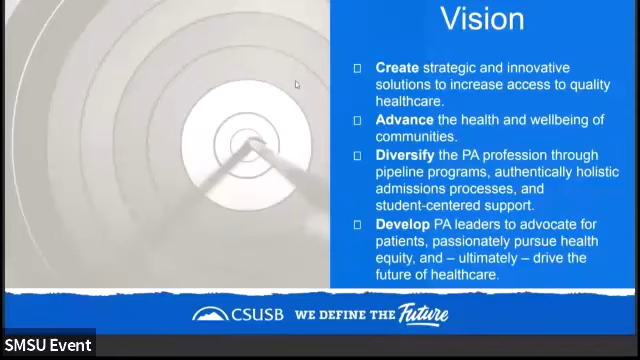 Vision
Create strategic and innovative
solutions to increase access to quality
healthcare.
Advance the health and wellbeing of
communities.
Diversify the PA profession through
pipeline programs, authentically holistic
admissions processes, and
student-centered support.
Develop PA leaders to advocate for
patients, passionately pursue health
equity, and – ultimately – drive the
future of healthcare.
CSUSB WE DEFINE THE Future
SMSU Event